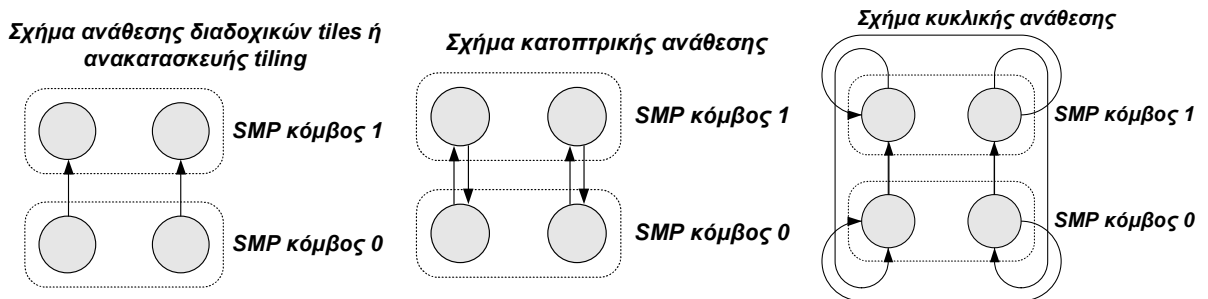 Σχήμα ανάθεσης διαδοχικών tiles ή
ανακατασκευής tiling
SMP κόμβος 1
SMP κόμβος 0
Σχήμα κατοπτρικής ανάθεσης
SMP κόμβος 1
SMP κόμβος 0
Σχήμα κυκλικής ανάθεσης
SMP κόμβος 1
SMP κόμβος 0